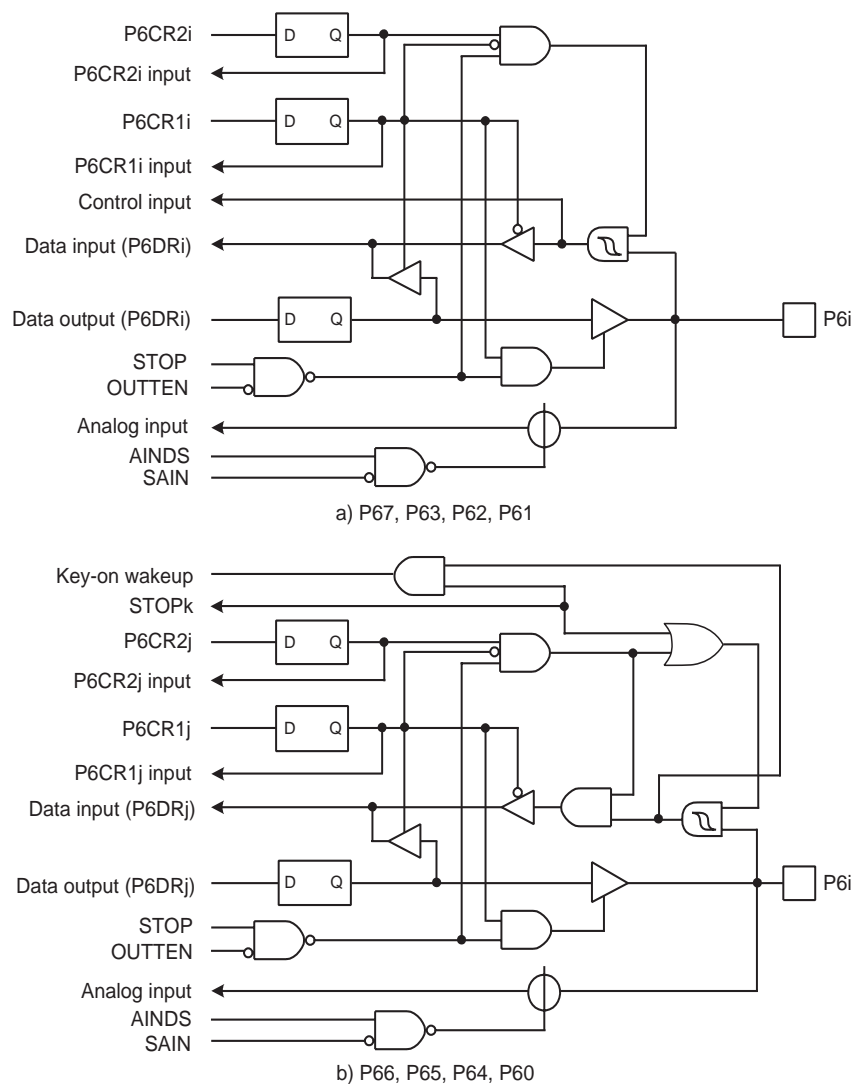 P6CR2i
D Q
P6CR2i input
P6CR1i
D Q
P6CR1i input
Control input
Data input (P6DRi)
Data output (P6DRi)
D Q
P6i
STOP
OUTTEN
Analog input
AINDS
SAIN
a) P67, P63, P62, P61
Key-on wakeup
STOPk
P6CR2j
D Q
P6CR2j input
P6CR1j
D Q
P6CR1j input
Data input (P6DRj)
Data output (P6DRj)
D Q
P6i
STOP
OUTTEN
Analog input
AINDS
SAIN
b) P66, P65, P64, P60